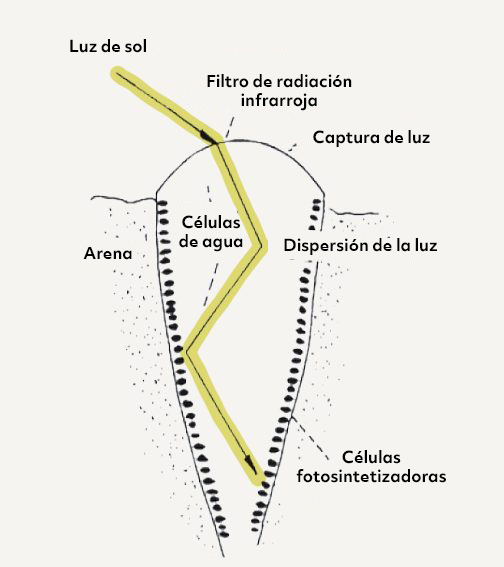 Luz de sol
Filtro de radiación
infrarroja
Captura de luz
Células
de agua
Dispersión de la luz
Arena
Células
fotosintetizadoras